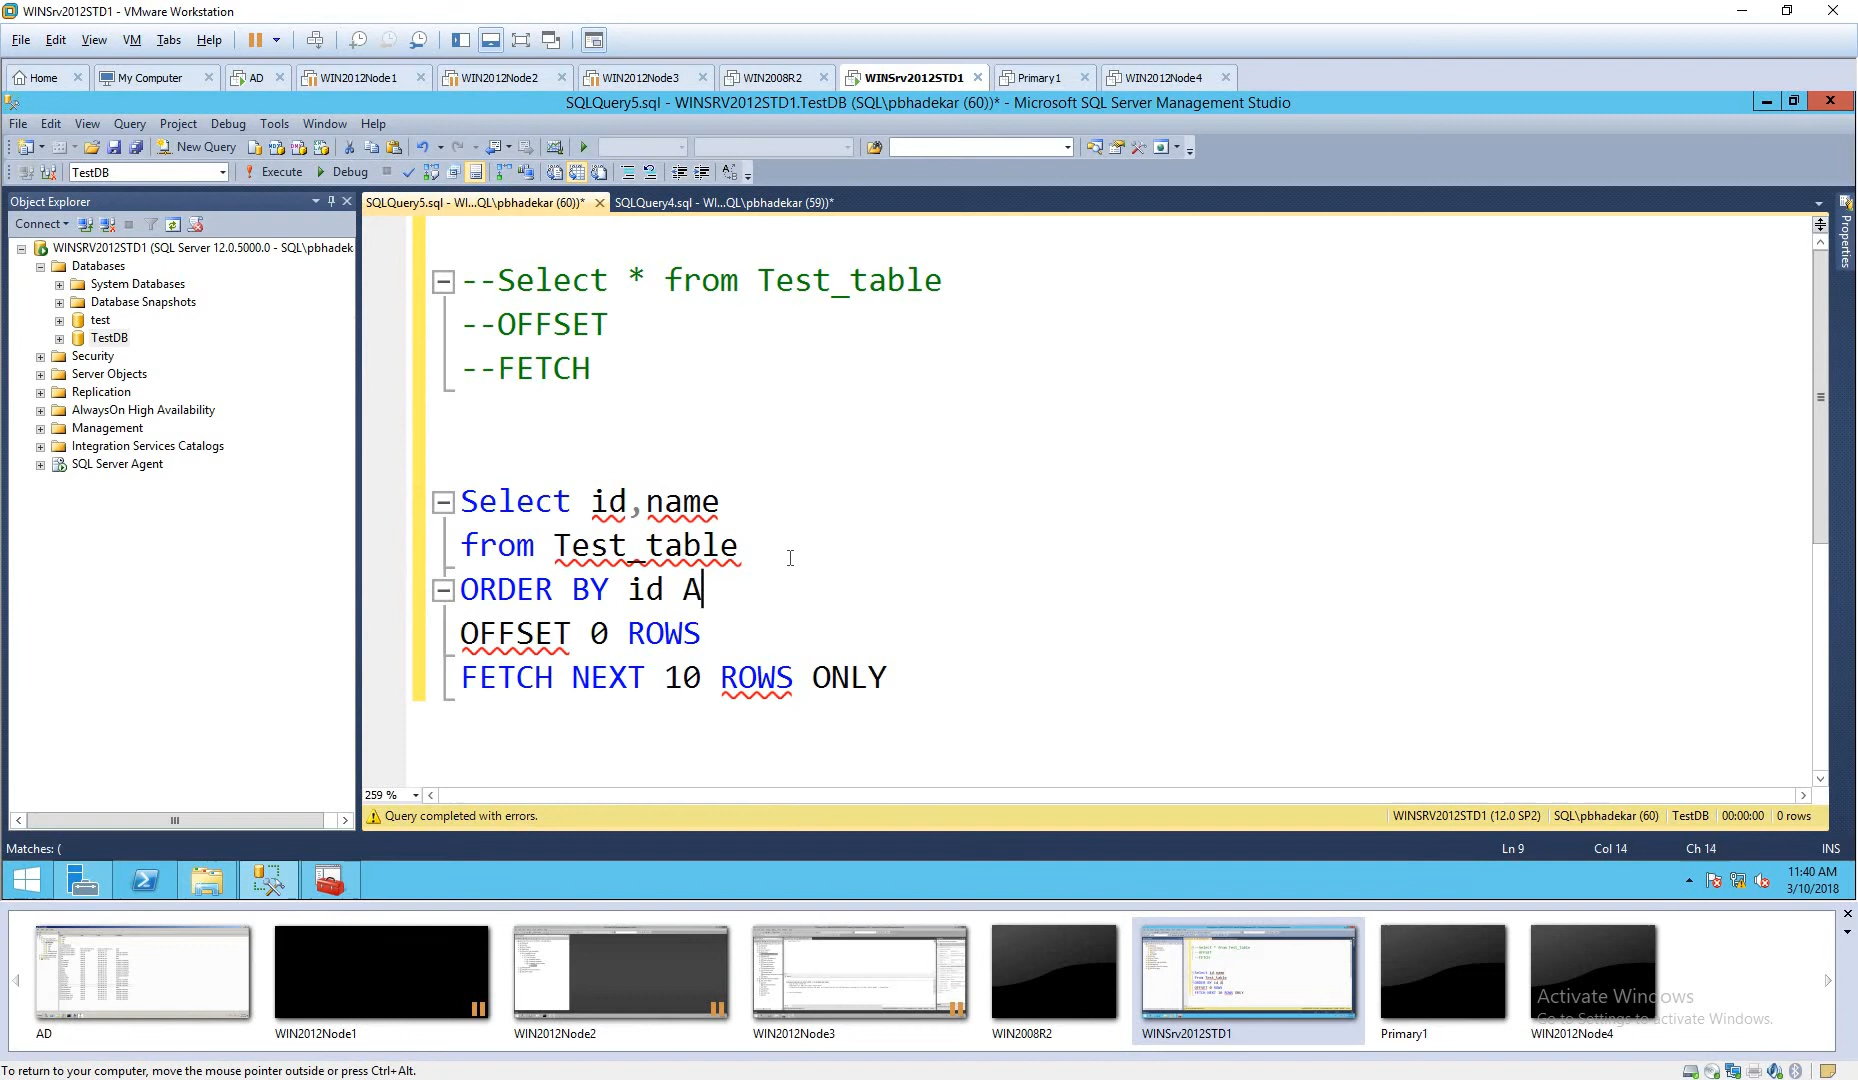 WINSrv2012STD1 - VMware Workstation
File Edit View VM Tabs Help
Home My Computer AD WIN2012Node1 WIN2012Node2 WIN2012Node3 WIN2008R2 WINSrv2012STD1 Primary1 WIN2012Node4
SQLQuery5.sql - WINSRV2012STD1.TestDB (SQL\pbhadekar (60))* - Microsoft SQL Server Management Studio
File Edit View Query Project Debug Tools Window Help
New Query
TestDB Execute Debug
Object Explorer
SQLQuery5.sql - WI...QL\pbhadekar (60))* SQLQuery4.sql - WI...QL\pbhadekar (59))*
Properties
Connect
WINSRV2012STD1 (SQL Server 12.0.5000.0 - SQL\pbhadek
Databases
System Databases
Database Snapshots
test
TestDB
Security
Server Objects
Replication
AlwaysOn High Availability
Management
Integration Services Catalogs
SQL Server Agent
--Select * from Test_table
--OFFSET
--FETCH
Select id,name
from Test_table
ORDER BY id A
OFFSET 0 ROWS
FETCH NEXT 10 ROWS ONLY
259 %
Query completed with errors. WINSRV2012STD1 (12.0 SP2) SQL\pbhadekar (60) TestDB 00:00:00 0 rows
Matches: ( Ln 9 Col 14 Ch 14 INS
11:40 AM
3/10/2018
Activate Windows
Go to Settings to activate Windows.
AD WIN2012Node1 WIN2012Node2 WIN2012Node3 WIN2008R2 WINSrv2012STD1 Primary1 WIN2012Node4
To return to your computer, move the mouse pointer outside or press Ctrl+Alt.